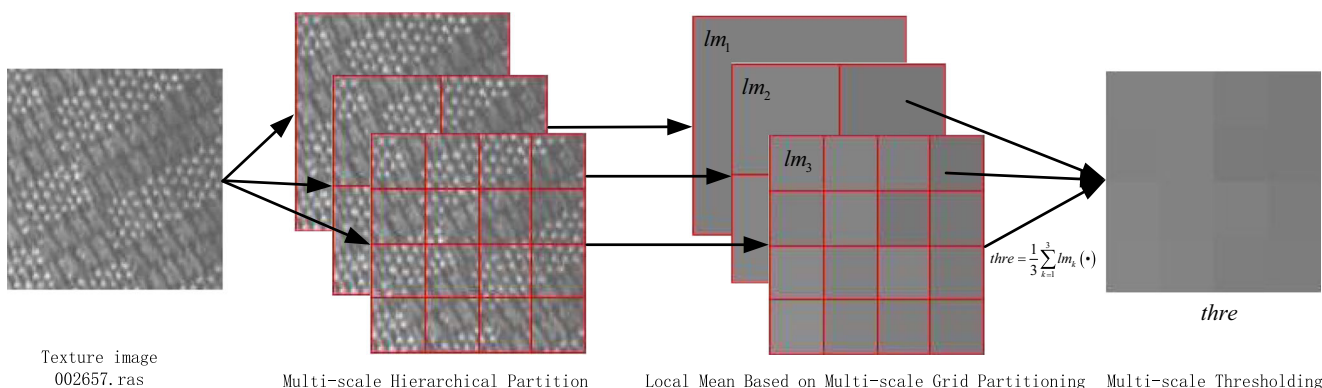 lm₁
lm₂
lm₃
thre = 1/3 ∑_{k=1}^{3} lm_k (•)
thre
Texture image
002657.ras
Multi-scale Hierarchical Partition
Local Mean Based on Multi-scale Grid Partitioning
Multi-scale Thresholding